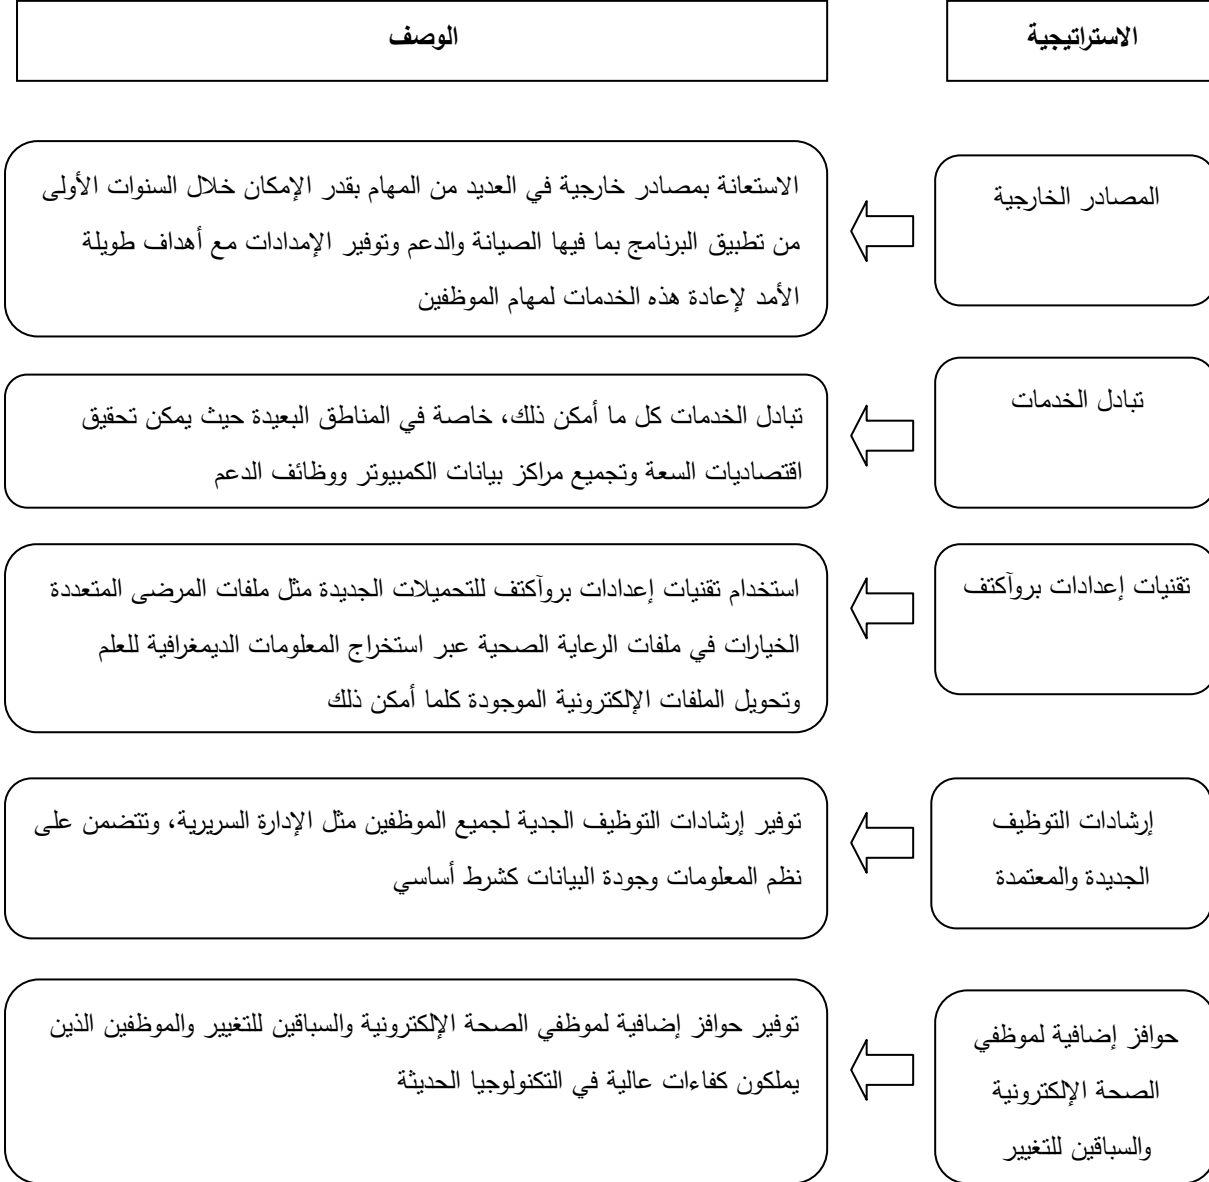 الاستراتيجية
الوصف
المصادر الخارجية
الاستعانة بمصادر خارجية في العديد من المهام بقدر الإمكان خلال السنوات الأولى
من تطبيق البرنامج بما فيها الصيانة والدعم وتوفير الإمدادات مع أهداف طويلة
الأمد لإعادة هذه الخدمات لمهام الموظفين
تبادل الخدمات
تبادل الخدمات كل ما أمكن ذلك، خاصة في المناطق البعيدة حيث يمكن تحقيق
اقتصاديات السعة وتجميع مراكز بيانات الكمبيوتر ووظائف الدعم
تقنيات إعدادات بروآكتف
استخدام تقنيات إعدادات بروآكتف للتحميلات الجديدة مثل ملفات المرضى المتعددة
الخيارات في ملفات الرعاية الصحية عبر استخراج المعلومات الديمغرافية للعلم
وتحويل الملفات الإلكترونية الموجودة كلما أمكن ذلك
إرشادات التوظيف
الجديدة والمعتمدة
توفير إرشادات التوظيف الجدية لجميع الموظفين مثل الإدارة السريرية، وتتضمن على
نظم المعلومات وجودة البيانات كشرط أساسي
حوافز إضافية لموظفي
الصحة الإلكترونية
والسباقين للتغيير
توفير حوافز إضافية لموظفي الصحة الإلكترونية والسباقين للتغيير والموظفين الذين
يملكون كفاءات عالية في التكنولوجيا الحديثة